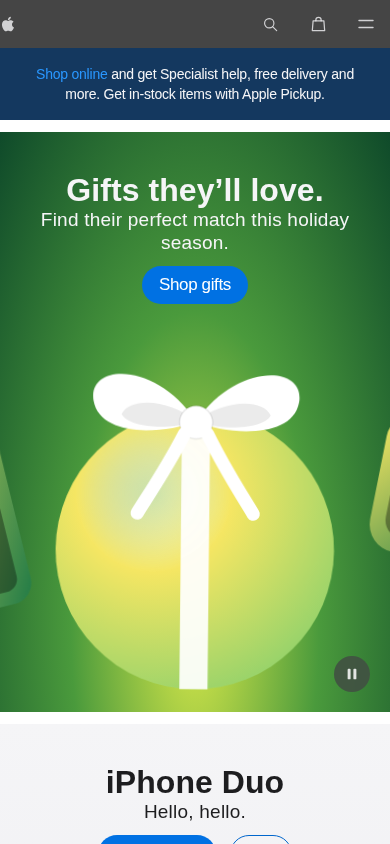 Shop online and get Specialist help, free delivery and
more. Get in-stock items with Apple Pickup.
Gifts they’ll love.
Find their perfect match this holiday
season.
Shop gifts
iPhone Duo
Hello, hello.